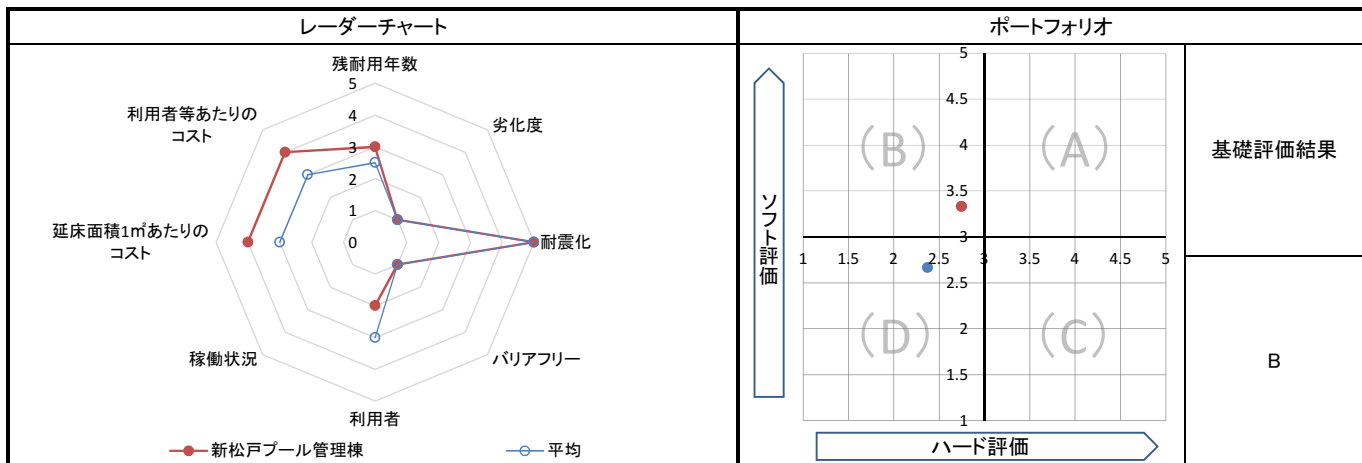 レーダーチャート
残耐用年数
劣化度
耐震化
バリアフリー
利用者
稼働状況
延床面積1㎡あたりの
コスト
利用者等あたりの
コスト
5
4
3
2
1
0
新松戸プール管理棟
平均
ポートフォリオ
ソフト評価
5
4.5
4
3.5
3
2.5
2
1.5
1
1 1.5 2 2.5 3 3.5 4 4.5 5
(B)
(A)
(D)
(C)
ハード評価
基礎評価結果
B